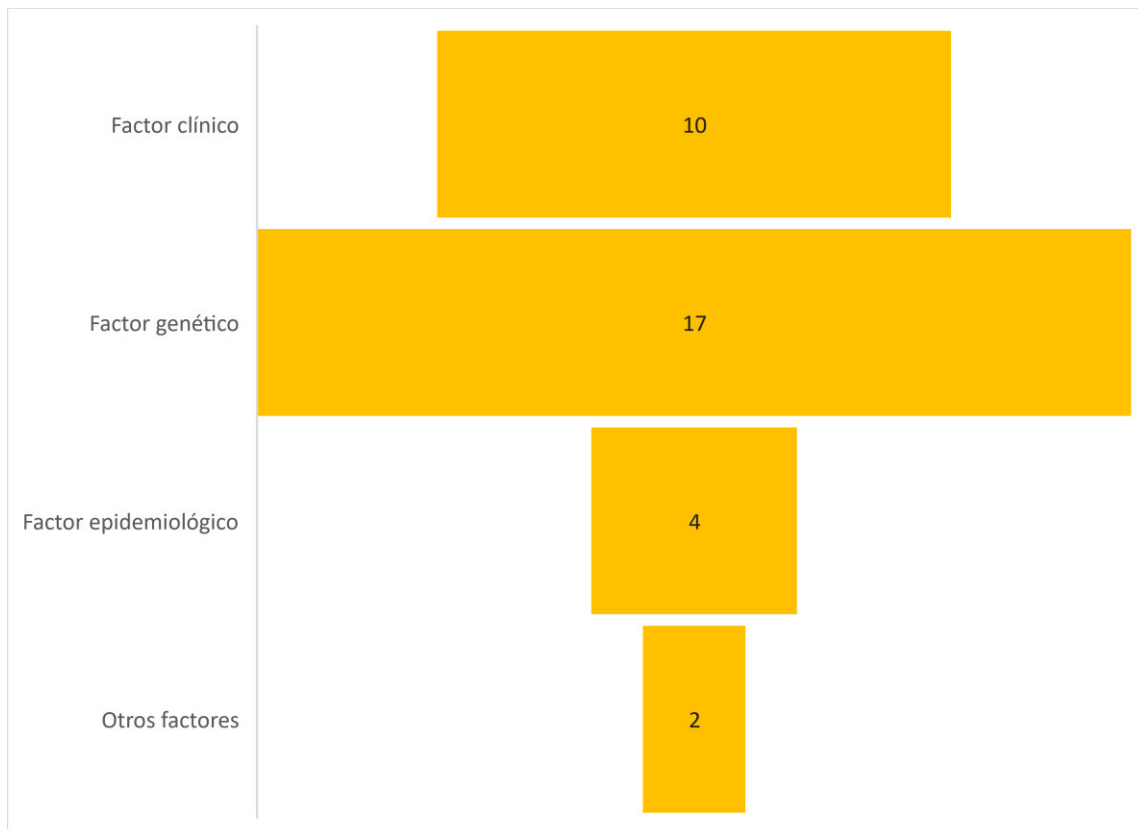 Factor clínico
10
Factor genético
17
Factor epidemiológico
4
Otros factores
2